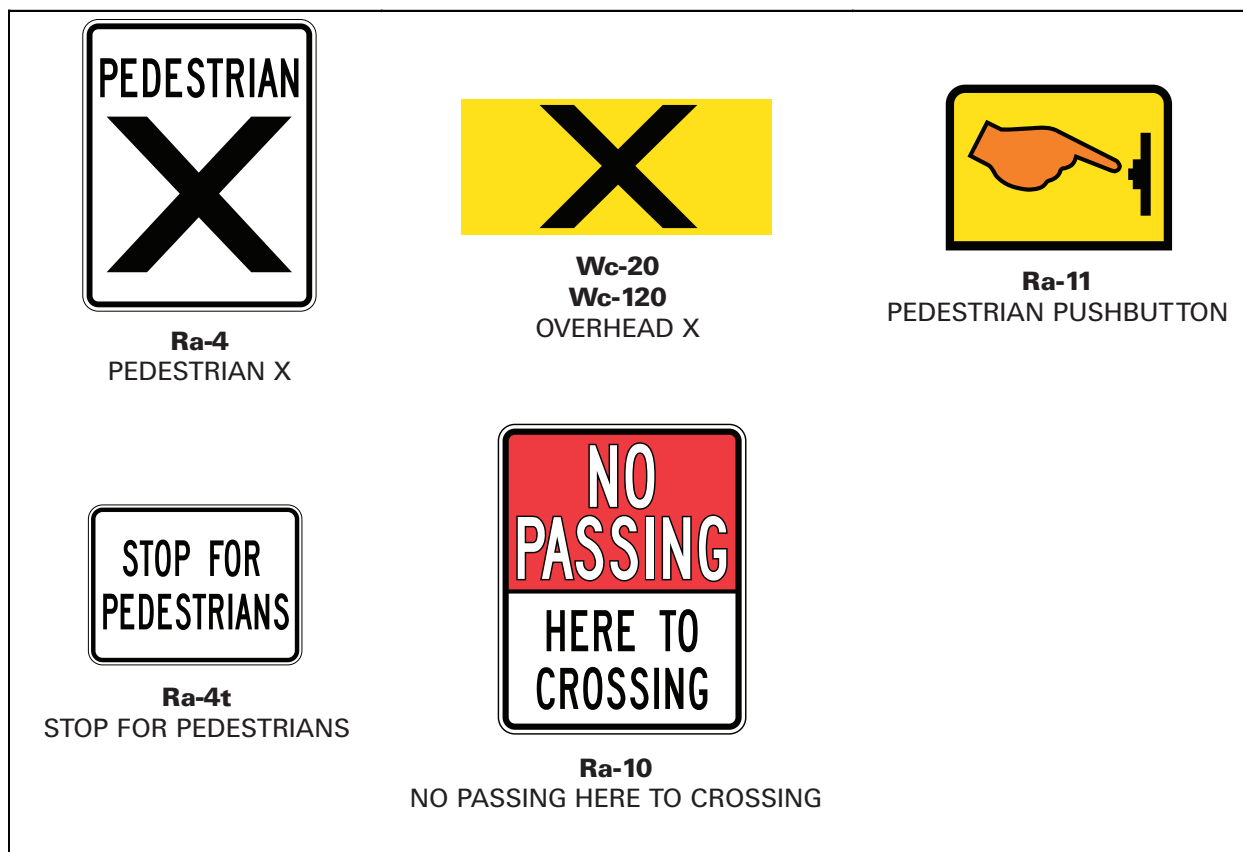 PEDESTRIAN
X
Ra-4
PEDESTRIAN X
X
Wc-20
Wc-120
OVERHEAD X
Ra-11
PEDESTRIAN PUSHBUTTON
STOP FOR
PEDESTRIANS
Ra-4t
STOP FOR PEDESTRIANS
NO
PASSING
HERE TO
CROSSING
Ra-10
NO PASSING HERE TO CROSSING